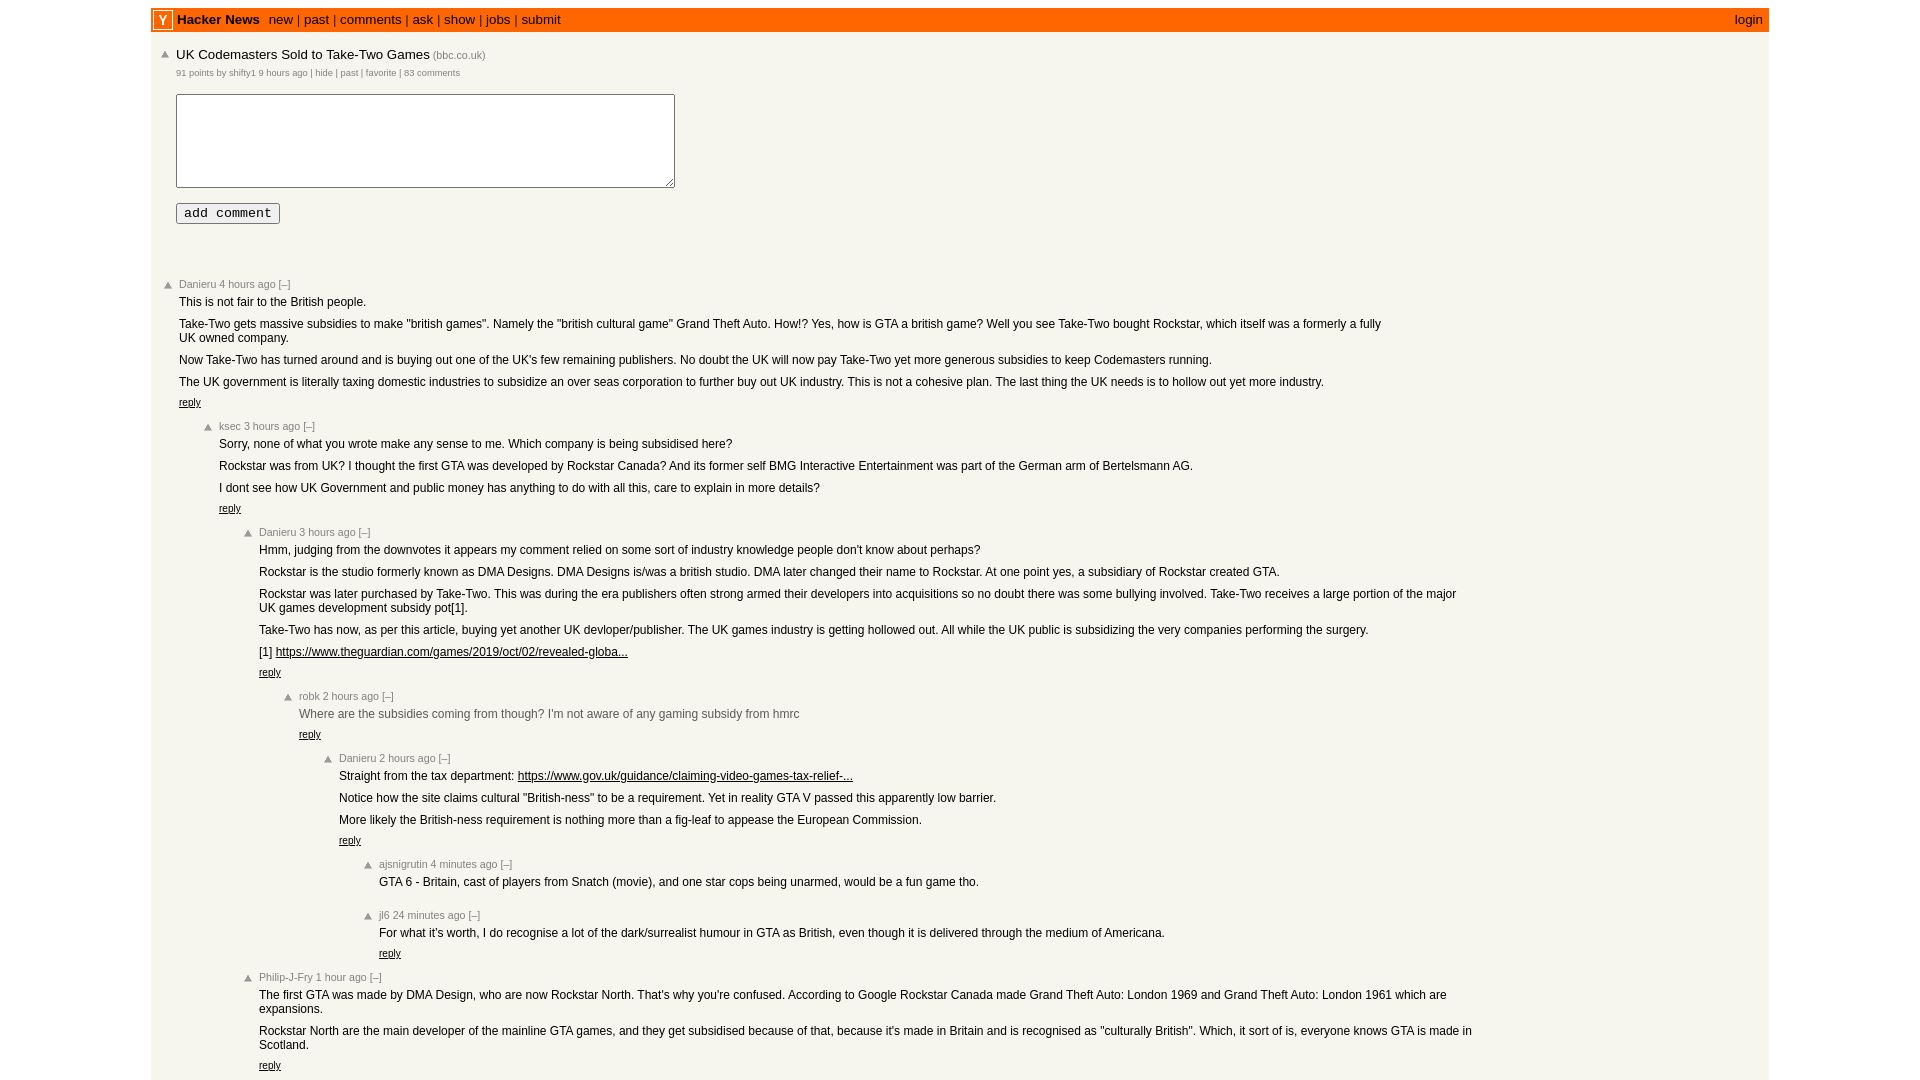 Y Hacker News new | past | comments | ask | show | jobs | submit login
UK Codemasters Sold to Take-Two Games (bbc.co.uk)
91 points by shifty1 9 hours ago | hide | past | favorite | 83 comments
add comment
Danieru 4 hours ago [–]
This is not fair to the British people.
Take-Two gets massive subsidies to make "british games". Namely the "british cultural game" Grand Theft Auto. How!? Yes, how is GTA a british game? Well you see Take-Two bought Rockstar, which itself was a formerly a fully
UK owned company.
Now Take-Two has turned around and is buying out one of the UK's few remaining publishers. No doubt the UK will now pay Take-Two yet more generous subsidies to keep Codemasters running.
The UK government is literally taxing domestic industries to subsidize an over seas corporation to further buy out UK industry. This is not a cohesive plan. The last thing the UK needs is to hollow out yet more industry.
reply
ksec 3 hours ago [–]
Sorry, none of what you wrote make any sense to me. Which company is being subsidised here?
Rockstar was from UK? I thought the first GTA was developed by Rockstar Canada? And its former self BMG Interactive Entertainment was part of the German arm of Bertelsmann AG.
I dont see how UK Government and public money has anything to do with all this, care to explain in more details?
reply
Danieru 3 hours ago [–]
Hmm, judging from the downvotes it appears my comment relied on some sort of industry knowledge people don't know about perhaps?
Rockstar is the studio formerly known as DMA Designs. DMA Designs is/was a british studio. DMA later changed their name to Rockstar. At one point yes, a subsidiary of Rockstar created GTA.
Rockstar was later purchased by Take-Two. This was during the era publishers often strong armed their developers into acquisitions so no doubt there was some bullying involved. Take-Two receives a large portion of the major
UK games development subsidy pot[1].
Take-Two has now, as per this article, buying yet another UK devloper/publisher. The UK games industry is getting hollowed out. All while the UK public is subsidizing the very companies performing the surgery.
[1] https://www.theguardian.com/games/2019/oct/02/revealed-globa...
reply
robk 2 hours ago [–]
Where are the subsidies coming from though? I'm not aware of any gaming subsidy from hmrc
reply
Danieru 2 hours ago [–]
Straight from the tax department: https://www.gov.uk/guidance/claiming-video-games-tax-relief-...
Notice how the site claims cultural "British-ness" to be a requirement. Yet in reality GTA V passed this apparently low barrier.
More likely the British-ness requirement is nothing more than a fig-leaf to appease the European Commission.
reply
ajsnigrutin 4 minutes ago [–]
GTA 6 - Britain, cast of players from Snatch (movie), and one star cops being unarmed, would be a fun game tho.
jl6 24 minutes ago [–]
For what it’s worth, I do recognise a lot of the dark/surrealist humour in GTA as British, even though it is delivered through the medium of Americana.
reply
Philip-J-Fry 1 hour ago [–]
The first GTA was made by DMA Design, who are now Rockstar North. That's why you're confused. According to Google Rockstar Canada made Grand Theft Auto: London 1969 and Grand Theft Auto: London 1961 which are
expansions.
Rockstar North are the main developer of the mainline GTA games, and they get subsidised because of that, because it's made in Britain and is recognised as "culturally British". Which, it sort of is, everyone knows GTA is made in
Scotland.
reply